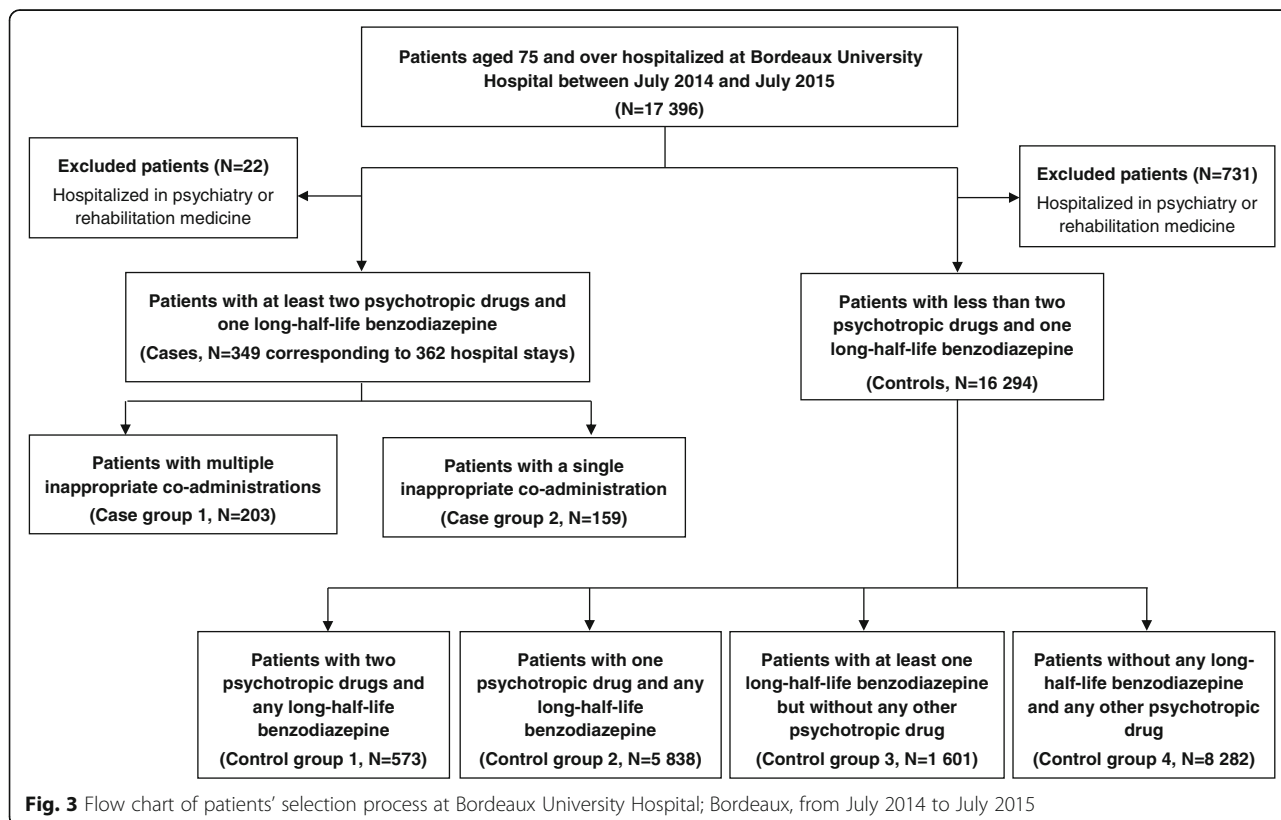 Patients aged 75 and over hospitalized at Bordeaux University
Hospital between July 2014 and July 2015
(N=17 396)
Excluded patients (N=22)
Hospitalized in psychiatry or
rehabilitation medicine
Excluded patients (N=731)
Hospitalized in psychiatry or
rehabilitation medicine
Patients with at least two psychotropic drugs and
one long-half-life benzodiazepine
(Cases, N=349 corresponding to 362 hospital stays)
Patients with less than two
psychotropic drugs and one
long-half-life benzodiazepine
(Controls, N=16 294)
Patients with multiple
inappropriate co-administrations
(Case group 1, N=203)
Patients with a single
inappropriate co-administration
(Case group 2, N=159)
Patients with two
psychotropic drugs and
any long-half-life
benzodiazepine
(Control group 1, N=573)
Patients with one
psychotropic drug and any
long-half-life
benzodiazepine
(Control group 2, N=5 838)
Patients with at least one
long-half-life benzodiazepine
but without any other
psychotropic drug
(Control group 3, N=1 601)
Patients without any long-
half-life benzodiazepine
and any other psychotropic
drug
(Control group 4, N=8 282)
Fig. 3 Flow chart of patients' selection process at Bordeaux University Hospital; Bordeaux, from July 2014 to July 2015